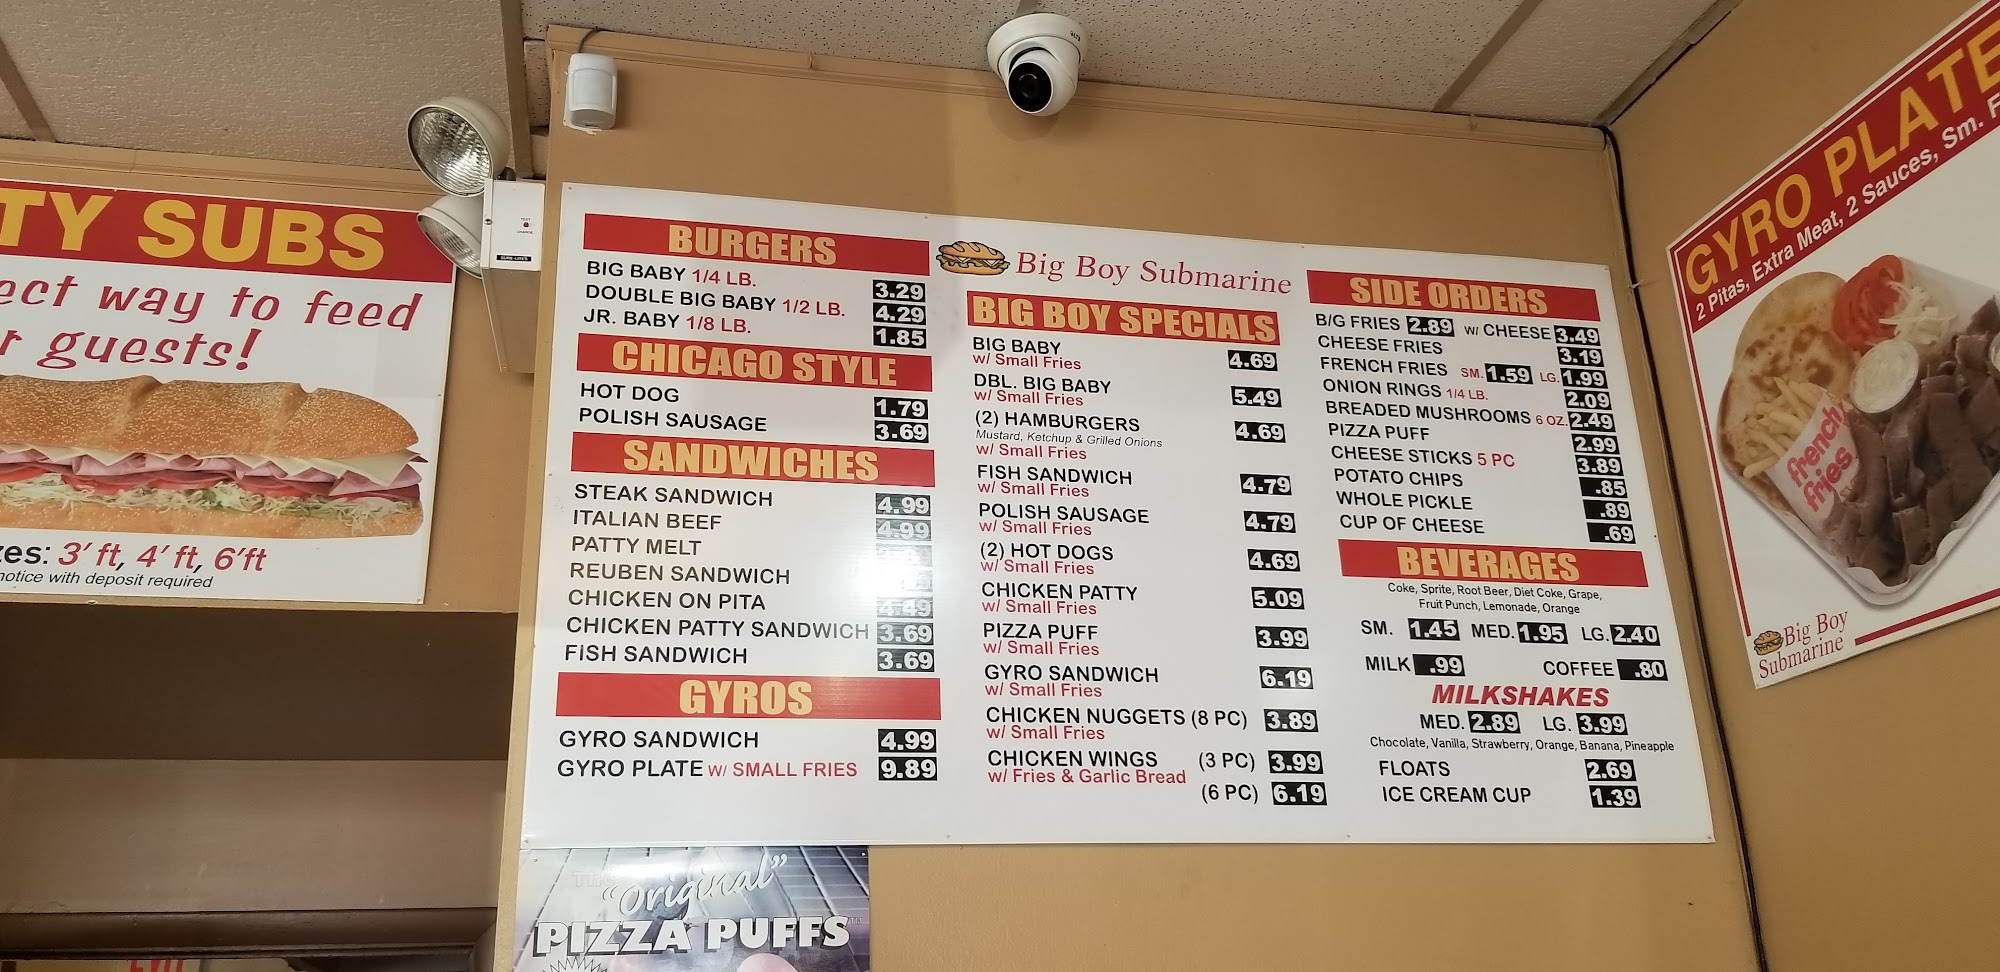 TY SUBS
ect way to feed
r guests!
zes: 3' ft, 4' ft, 6'ft
notice with deposit required
BURGERS
BIG BABY 1/4 LB. 3.29
DOUBLE BIG BABY 1/2 LB. 4.29
JR. BABY 1/8 LB. 1.85
CHICAGO STYLE
HOT DOG 1.79
POLISH SAUSAGE 3.69
SANDWICHES
STEAK SANDWICH 4.99
ITALIAN BEEF 4.99
PATTY MELT
REUBEN SANDWICH
CHICKEN ON PITA 4.49
CHICKEN PATTY SANDWICH 3.69
FISH SANDWICH 3.69
GYROS
GYRO SANDWICH 4.99
GYRO PLATE w/ SMALL FRIES 9.89
Big Boy Submarine
BIG BOY SPECIALS
BIG BABY 4.69
w/ Small Fries
DBL. BIG BABY 5.49
w/ Small Fries
(2) HAMBURGERS 4.69
Mustard, Ketchup & Grilled Onions
w/ Small Fries
FISH SANDWICH 4.79
w/ Small Fries
POLISH SAUSAGE 4.79
w/ Small Fries
(2) HOT DOGS 4.69
w/ Small Fries
CHICKEN PATTY 5.09
w/ Small Fries
PIZZA PUFF 3.99
w/ Small Fries
GYRO SANDWICH 6.19
w/ Small Fries
CHICKEN NUGGETS (8 PC) 3.89
w/ Small Fries
CHICKEN WINGS (3 PC) 3.99
w/ Fries & Garlic Bread
(6 PC) 6.19
SIDE ORDERS
B/G FRIES 2.89 w/ CHEESE 3.49
CHEESE FRIES 3.19
FRENCH FRIES SM. 1.59 LG. 1.99
ONION RINGS 1/4 LB. 2.09
BREADED MUSHROOMS 6 OZ. 2.49
PIZZA PUFF 2.99
CHEESE STICKS 5 PC 3.89
POTATO CHIPS .85
WHOLE PICKLE .89
CUP OF CHEESE .69
BEVERAGES
Coke, Sprite, Root Beer, Diet Coke, Grape,
Fruit Punch, Lemonade, Orange
SM. 1.45 MED. 1.95 LG. 2.40
MILK .99 COFFEE .80
MILKSHAKES
MED. 2.89 LG. 3.99
Chocolate, Vanilla, Strawberry, Orange, Banana, Pineapple
FLOATS 2.69
ICE CREAM CUP 1.39
GYRO PLATE
2 Pitas, Extra Meat, 2 Sauces, Sm. F
french
fries
Big Boy
Submarine
The
"Original"
PIZZA PUFFS